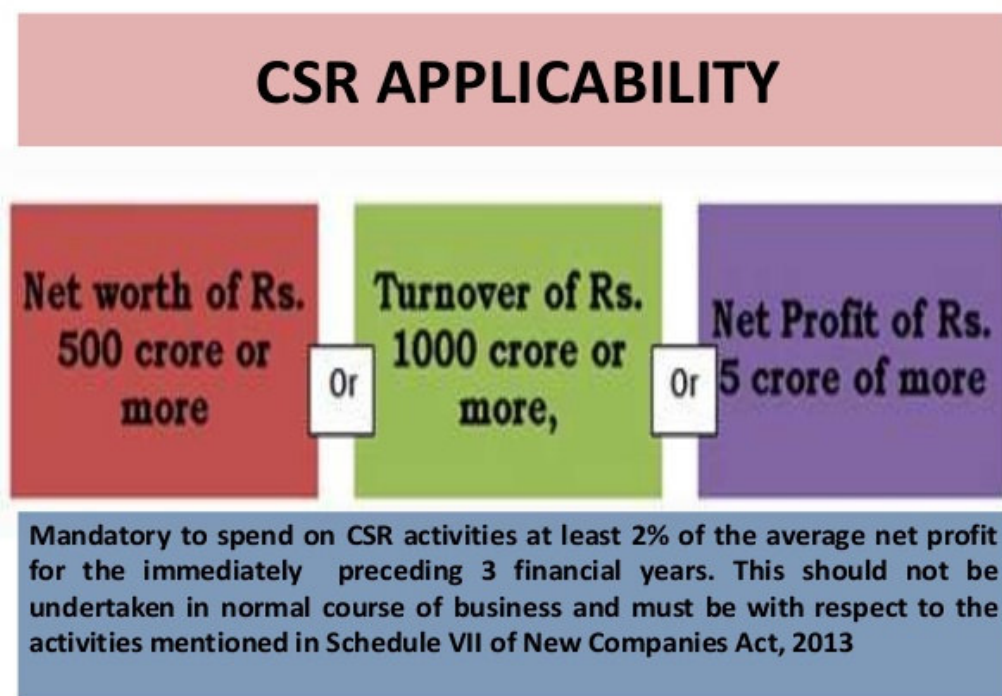 CSR APPLICABILITY
Net worth of Rs.
500 crore or
more
Or
Turnover of Rs.
1000 crore or
more,
Or
Net Profit of Rs.
5 crore of more
Mandatory to spend on CSR activities at least 2% of the average net profit
for the immediately preceding 3 financial years. This should not be
undertaken in normal course of business and must be with respect to the
activities mentioned in Schedule VII of New Companies Act, 2013